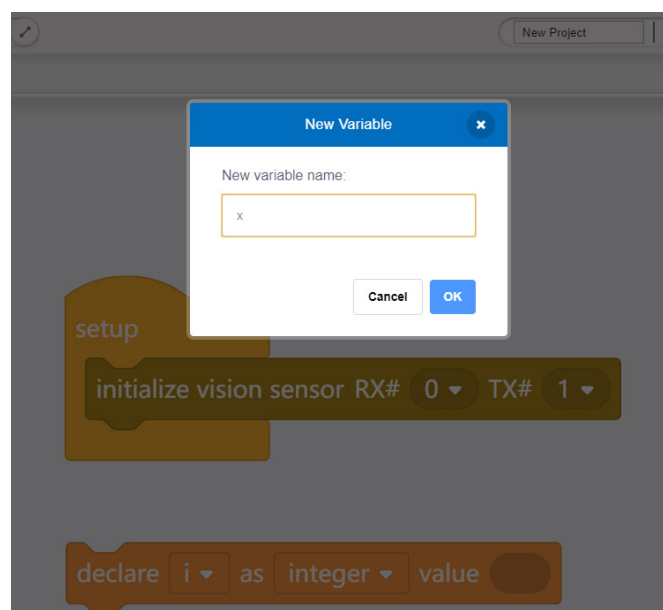 New Project
New Variable
New variable name:
x
Cancel OK
setup
initialize vision sensor RX# 0 TX# 1
declare i as integer value